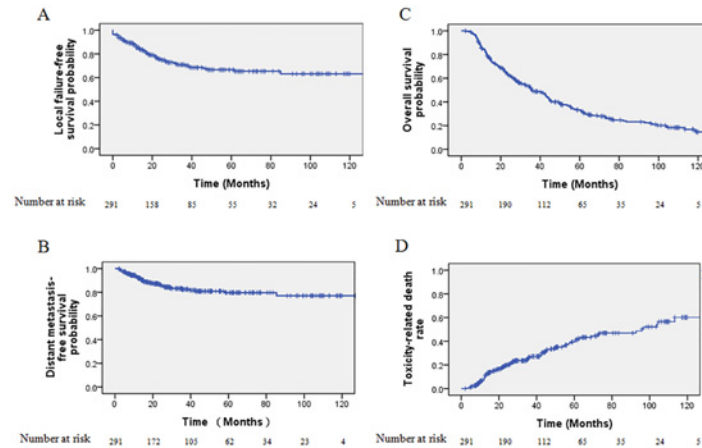 A
Local failure-free
survival probability
1.0
0.8
0.6
0.4
0.2
0.0
0 20 40 60 80 100 120
Time (Months)
Number at risk 291 158 85 55 32 24 5
B
Distant metastasis-
free survival
probability
1.0
0.8
0.6
0.4
0.2
0.0
0 20 40 60 80 100 120
Time （Months）
Number at risk 291 172 105 62 34 23 4
C
Overall survival
probability
1.0
0.8
0.6
0.4
0.2
0.0
0 20 40 60 80 100 120
Time (Months)
Number at risk 291 190 112 65 35 24 5
D
Toxicity-related death
rate
1.0
0.8
0.6
0.4
0.2
0.0
0 20 40 60 80 100 120
Time (Months)
Number at risk 291 190 112 65 35 24 5